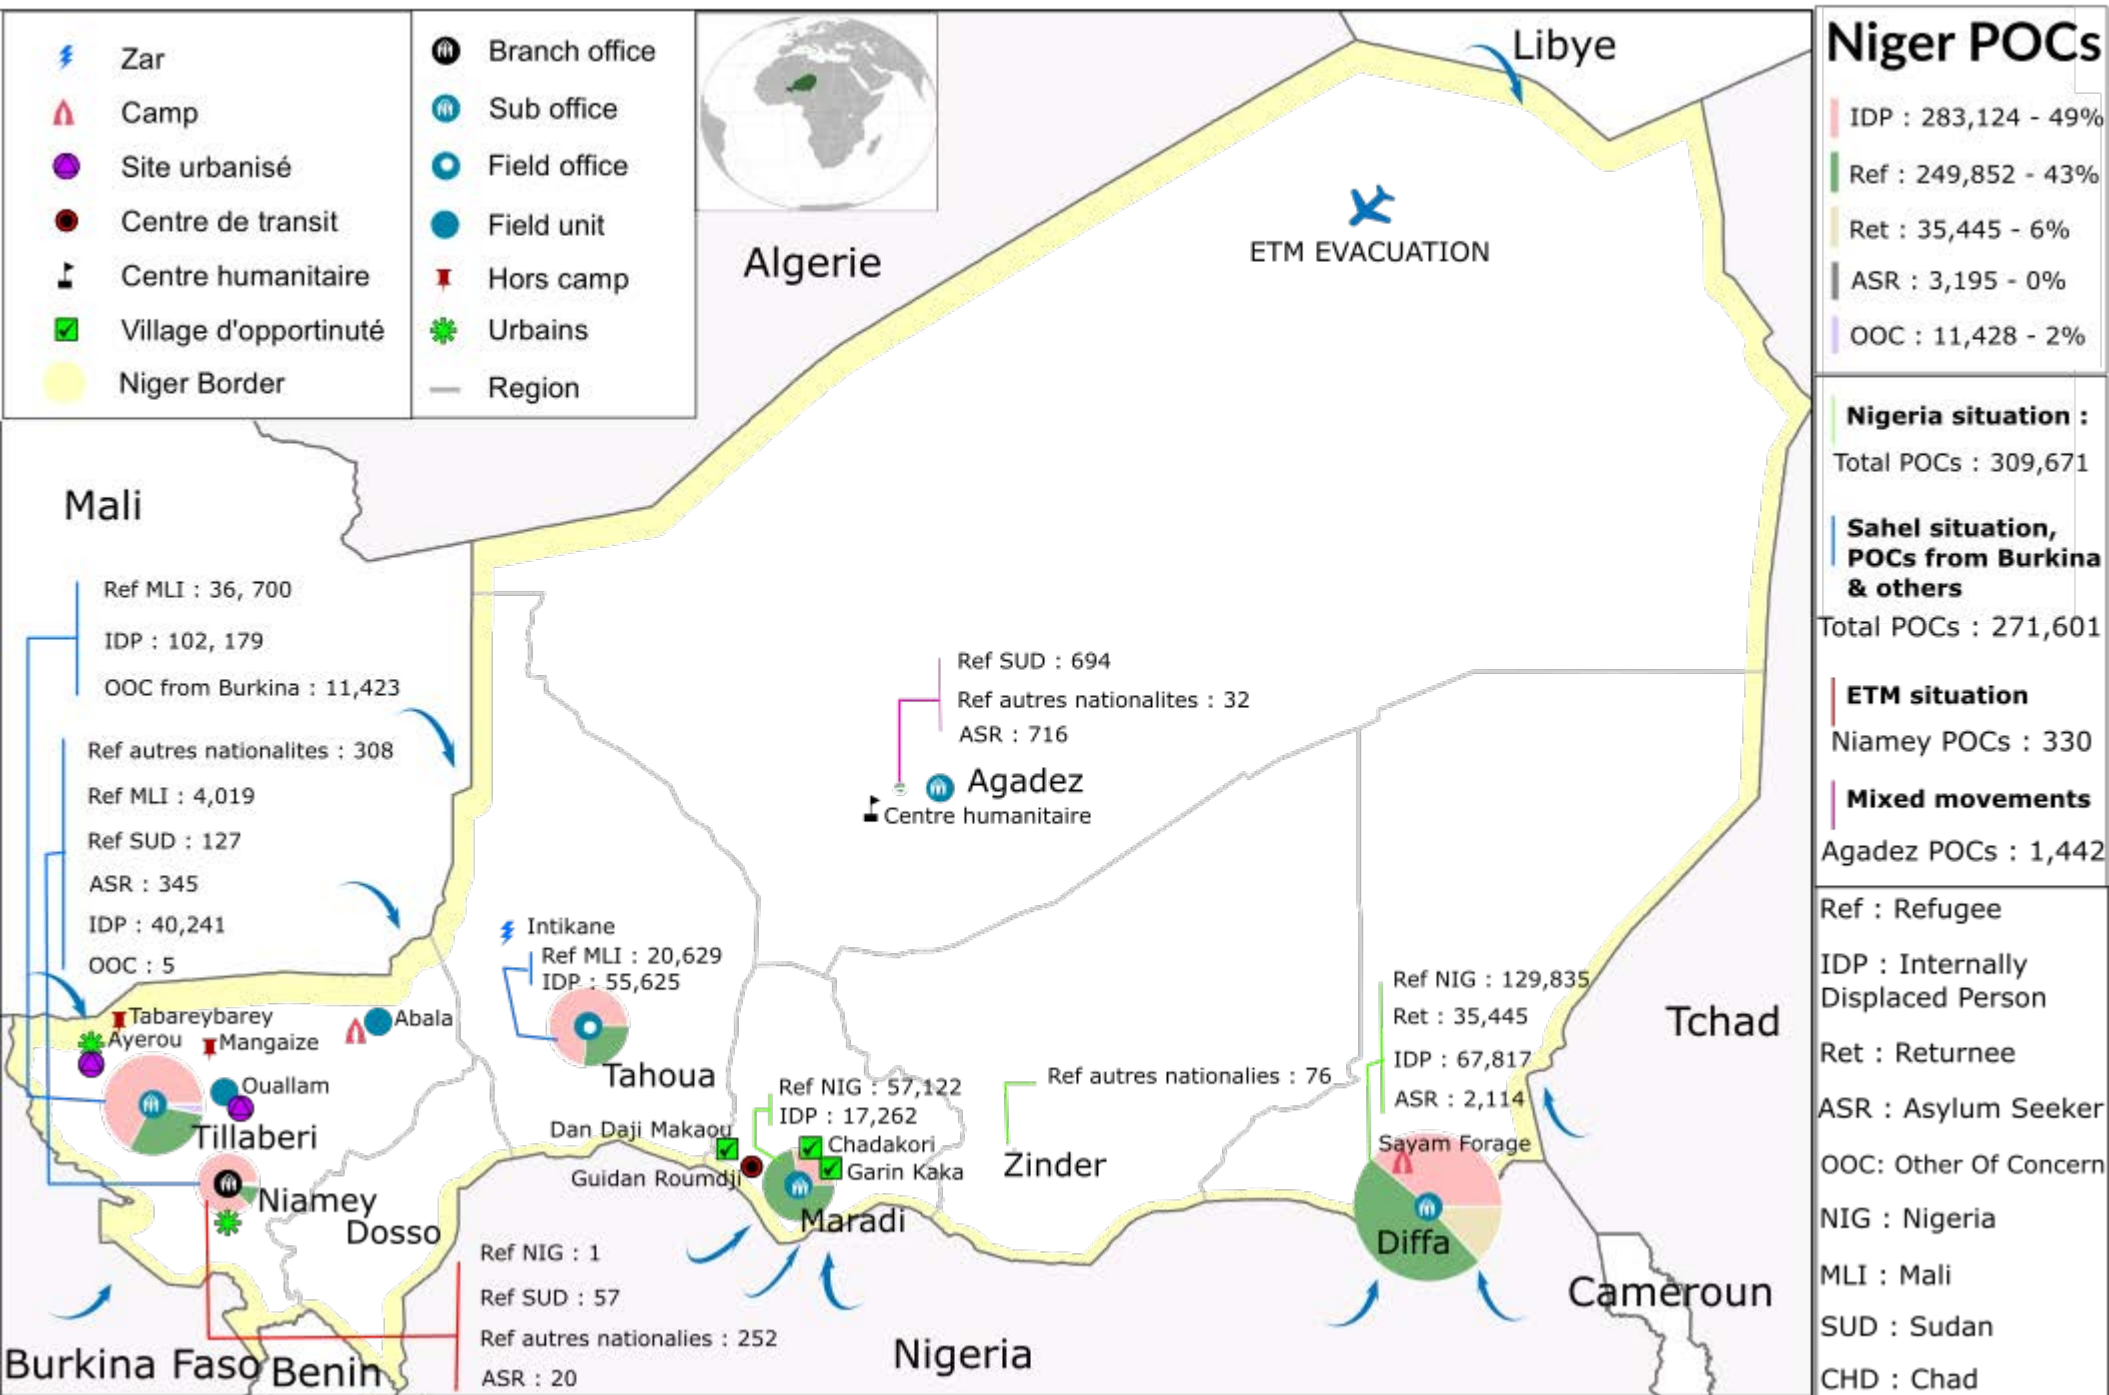 Zar
Camp
Site urbanisé
Centre de transit
Centre humanitaire
Village d'opportinuté
Niger Border
Branch office
Sub office
Field office
Field unit
Hors camp
Urbains
Region
Libye
Algerie
ETM EVACUATION
Mali
Ref MLI : 36, 700
IDP : 102, 179
OOC from Burkina : 11,423
Ref autres nationalites : 308
Ref MLI : 4,019
Ref SUD : 127
ASR : 345
IDP : 40,241
OOC : 5
Ref SUD : 694
Ref autres nationalites : 32
ASR : 716
Agadez
Centre humanitaire
Intikane
Ref MLI : 20,629
IDP : 55,625
Tahoua
Tabareybarey
Ayerou
Mangaize
Abala
Ouallam
Tillaberi
Niamey
Dosso
Ref NIG : 57,122
IDP : 17,262
Dan Daji Makaou
Chadakori
Guidan Roumdji
Garin Kaka
Maradi
Ref autres nationalies : 76
Zinder
Ref NIG : 129,835
Ret : 35,445
IDP : 67,817
ASR : 2,114
Sayam Forage
Diffa
Tchad
Cameroun
Ref NIG : 1
Ref SUD : 57
Ref autres nationalies : 252
ASR : 20
Burkina Faso
Benin
Nigeria
Niger POCs
IDP : 283,124 - 49%
Ref : 249,852 - 43%
Ret : 35,445 - 6%
ASR : 3,195 - 0%
OOC : 11,428 - 2%
Nigeria situation :
Total POCs : 309,671
Sahel situation,
POCs from Burkina
& others
Total POCs : 271,601
ETM situation
Niamey POCs : 330
Mixed movements
Agadez POCs : 1,442
Ref : Refugee
IDP : Internally
Displaced Person
Ret : Returnee
ASR : Asylum Seeker
OOC: Other Of Concern
NIG : Nigeria
MLI : Mali
SUD : Sudan
CHD : Chad